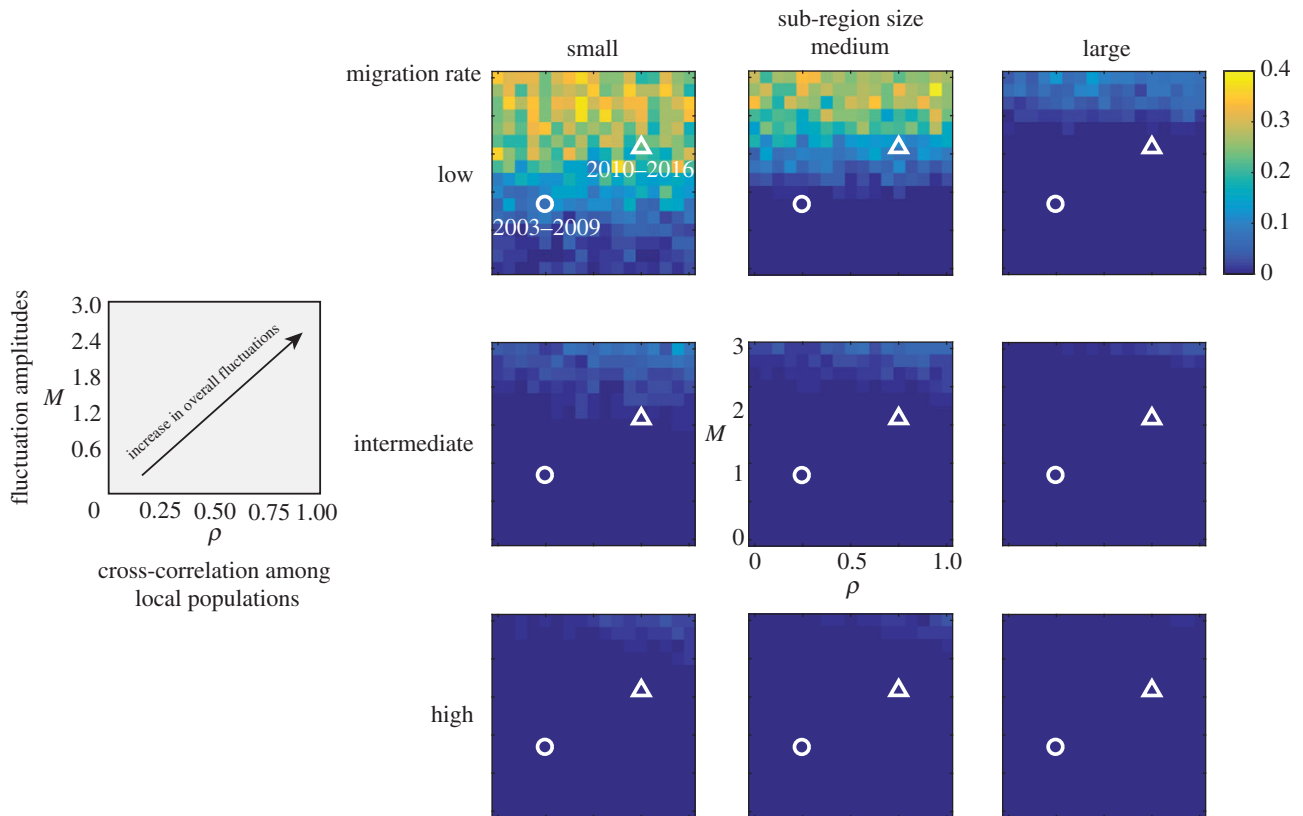 sub-region size
small
medium
large
migration rate
low
2010–2016
2003–2009
0.4
0.3
0.2
0.1
0
fluctuation amplitudes
M
3.0
2.4
1.8
1.2
0.6
0
increase in overall fluctuations
0.25
0.50
0.75
1.00
ρ
cross-correlation among
local populations
intermediate
M
3
2
1
0
0
0.5
1.0
ρ
high